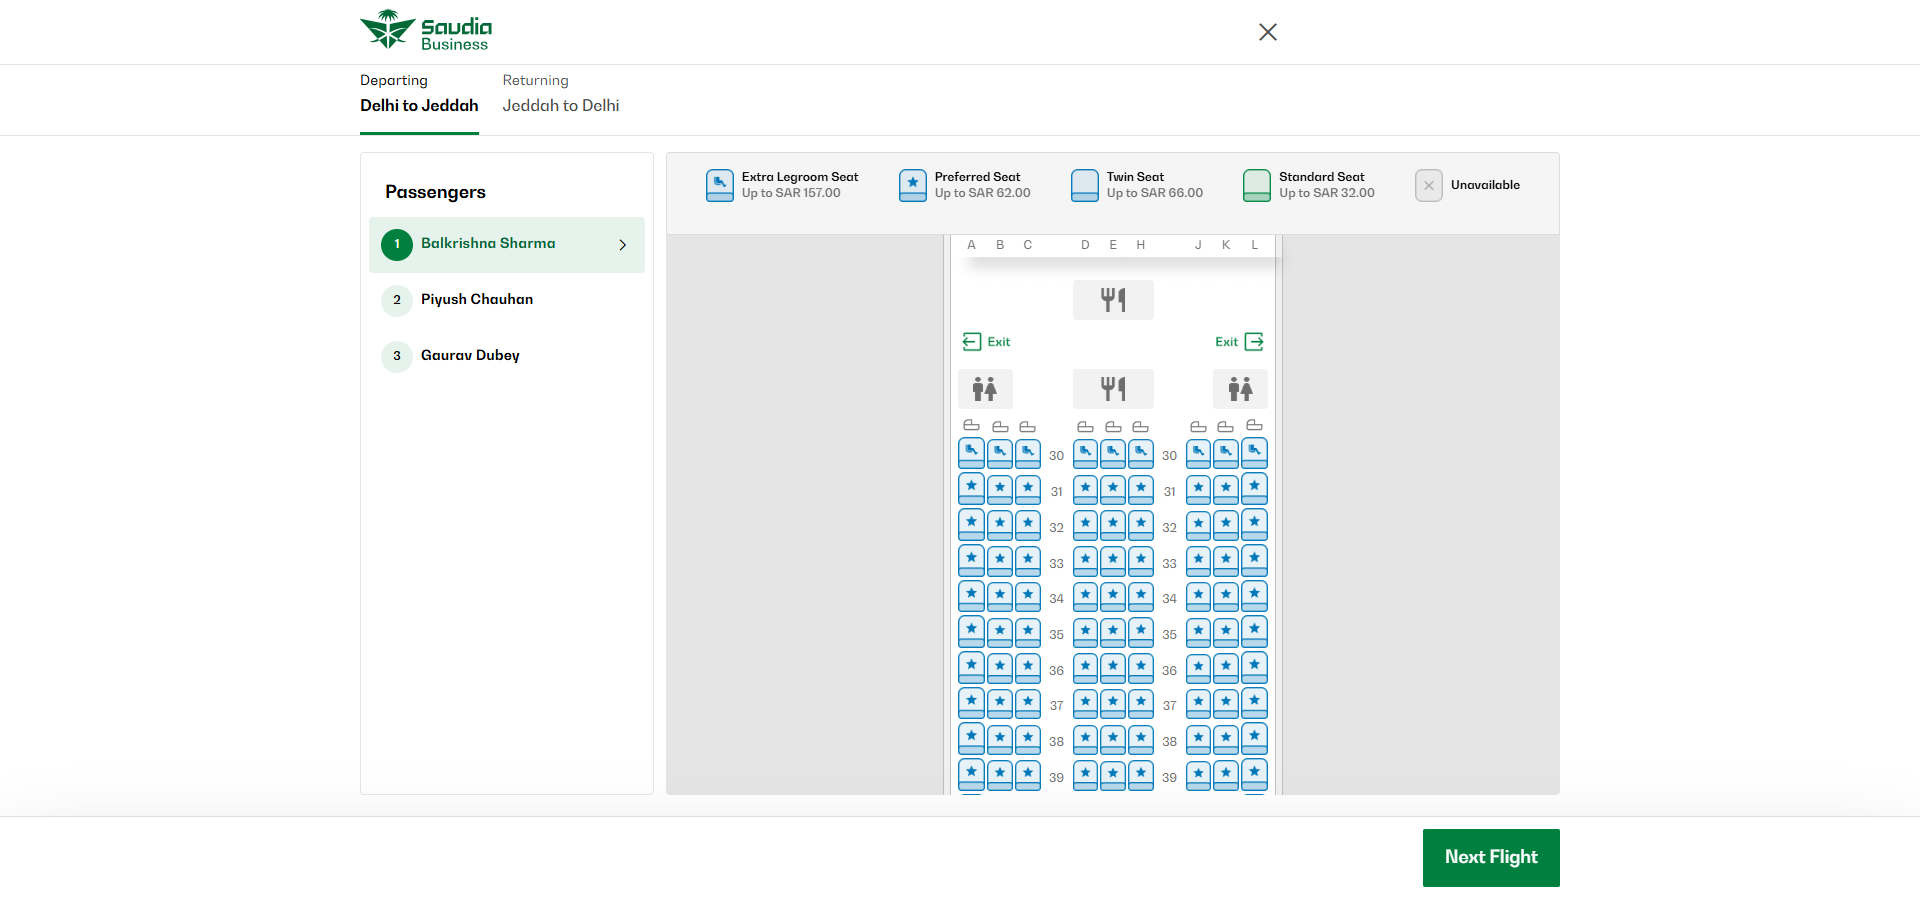 Saudia
Business
Departing
Delhi to Jeddah
Returning
Jeddah to Delhi
Passengers
1 Balkrishna Sharma
2 Piyush Chauhan
3 Gaurav Dubey
Extra Legroom Seat
Up to SAR 157.00
Preferred Seat
Up to SAR 62.00
Twin Seat
Up to SAR 66.00
Standard Seat
Up to SAR 32.00
Unavailable
A B C D E H J K L
Exit Exit
30 30
31 31
32 32
33 33
34 34
35 35
36 36
37 37
38 38
39 39
Next Flight